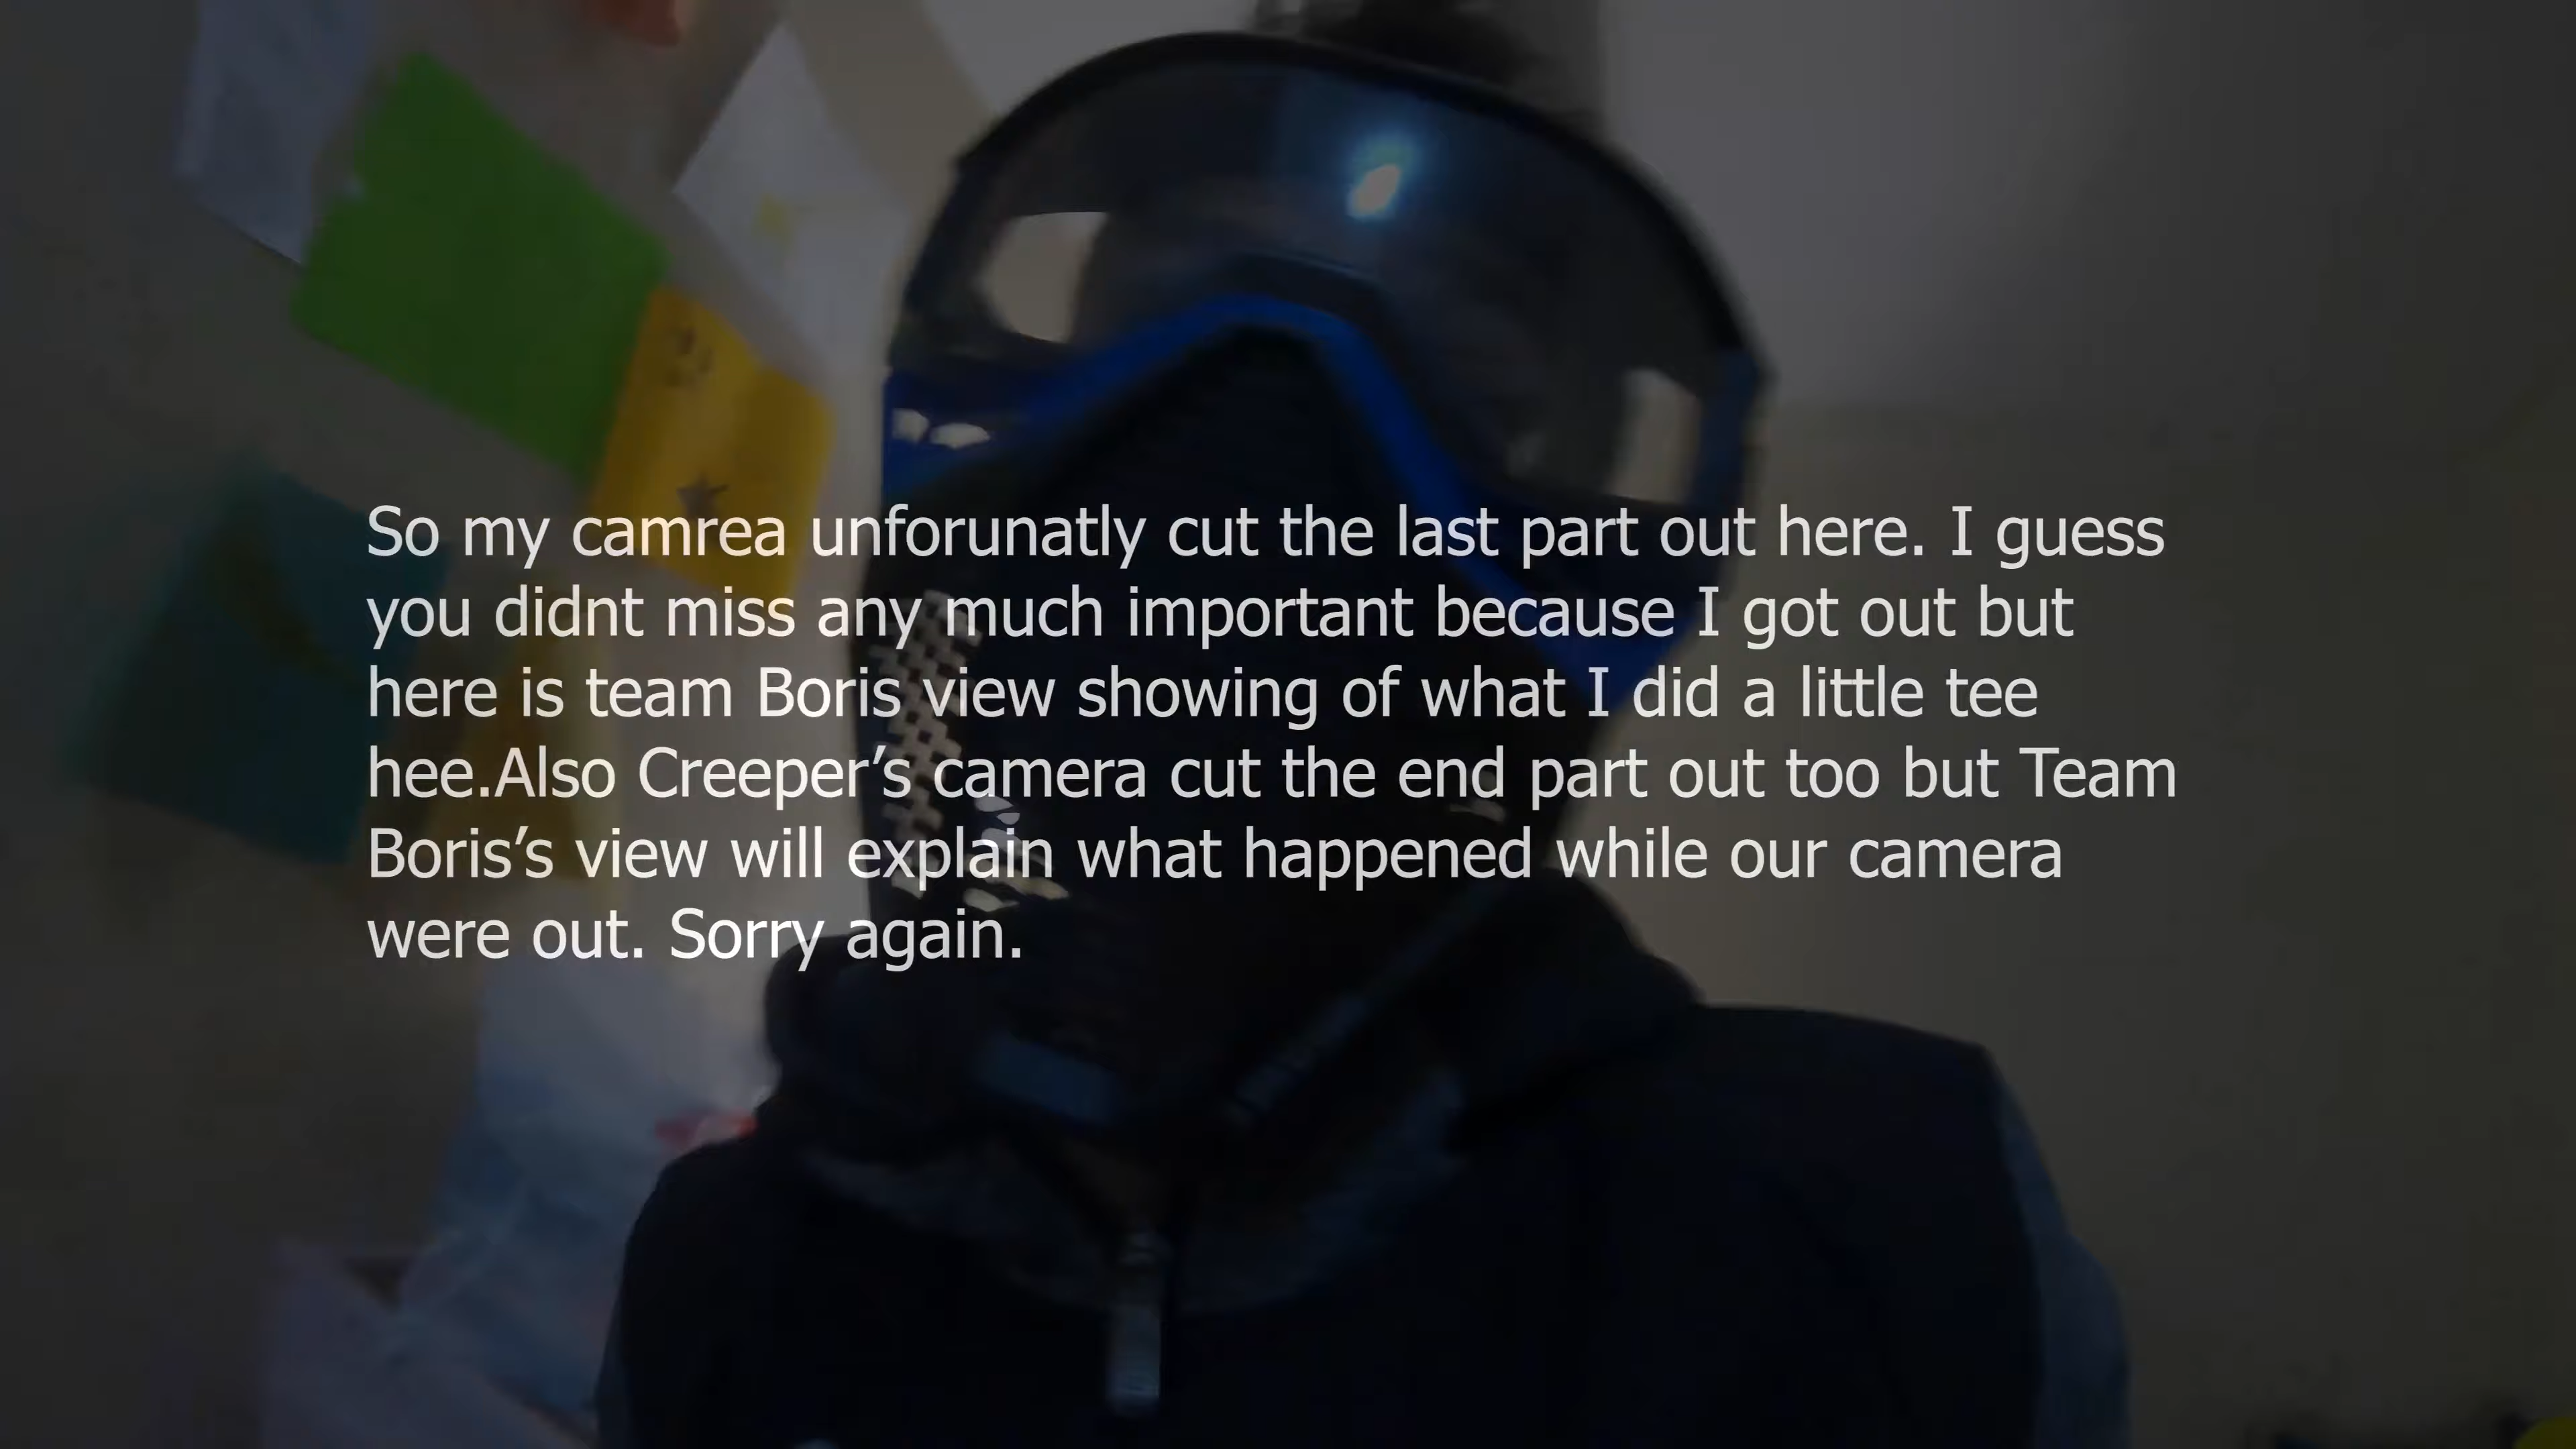 So my camrea unforunatly cut the last part out here. I guess
you didnt miss any much important because I got out but
here is team Boris view showing of what I did a little tee
hee.Also Creeper’s camera cut the end part out too but Team
Boris’s view will explain what happened while our camera
were out. Sorry again.